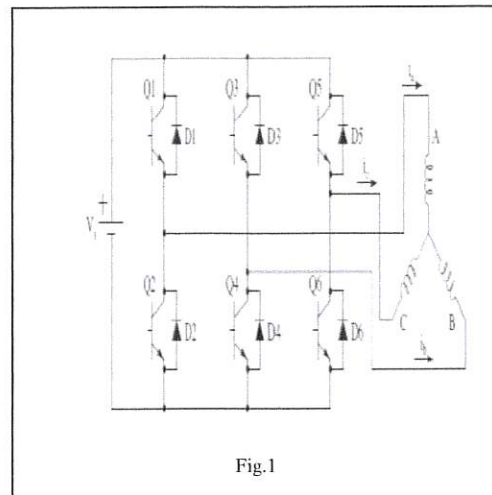 Q1 Q3 Q5
D1 D3 D5
A
+
V
Q2 Q4 Q6
D2 D4 D6
C B
Fig.1